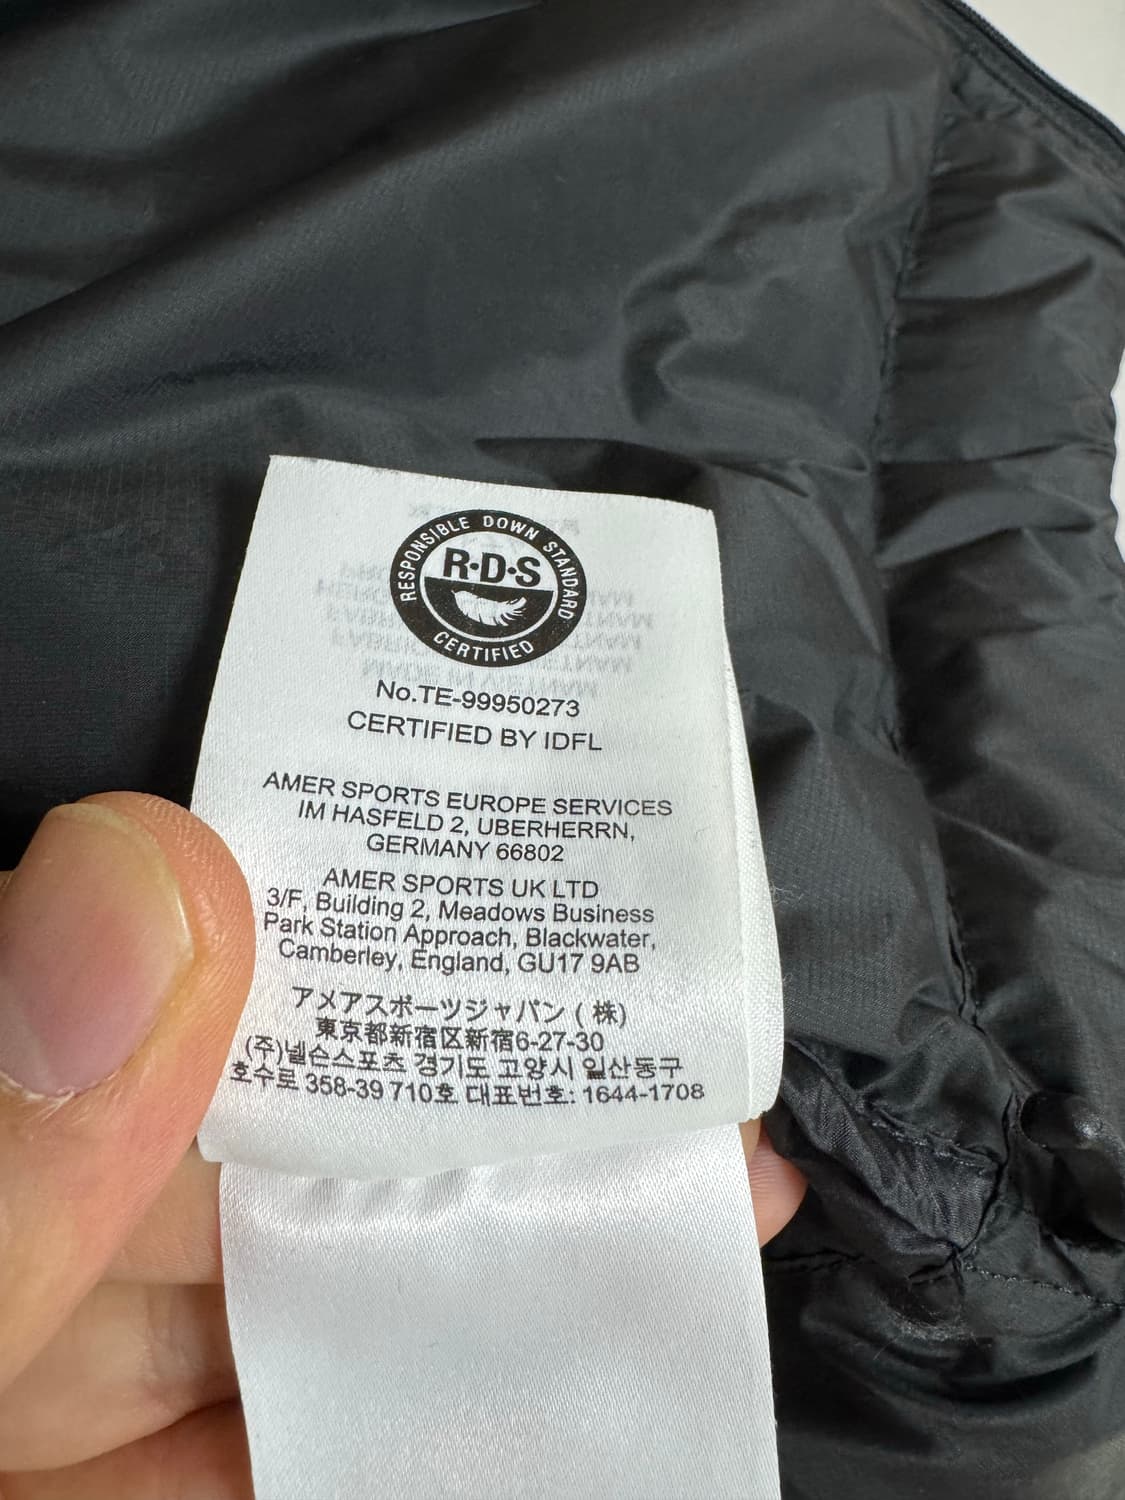 RESPONSIBLE DOWN STANDARD
R·D·S
CERTIFIED
No.TE-99950273
CERTIFIED BY IDFL
AMER SPORTS EUROPE SERVICES
IM HASFELD 2, UBERHERRN,
GERMANY 66802
AMER SPORTS UK LTD
3/F, Building 2, Meadows Business
Park Station Approach, Blackwater,
Camberley, England, GU17 9AB
アメアスポーツジャパン (株)
東京都新宿区新宿6-27-30
(주)넬슨스포츠 경기도 고양시 일산동구
호수로 358-39 710호 대표번호: 1644-1708
MADE IN VIETNAM